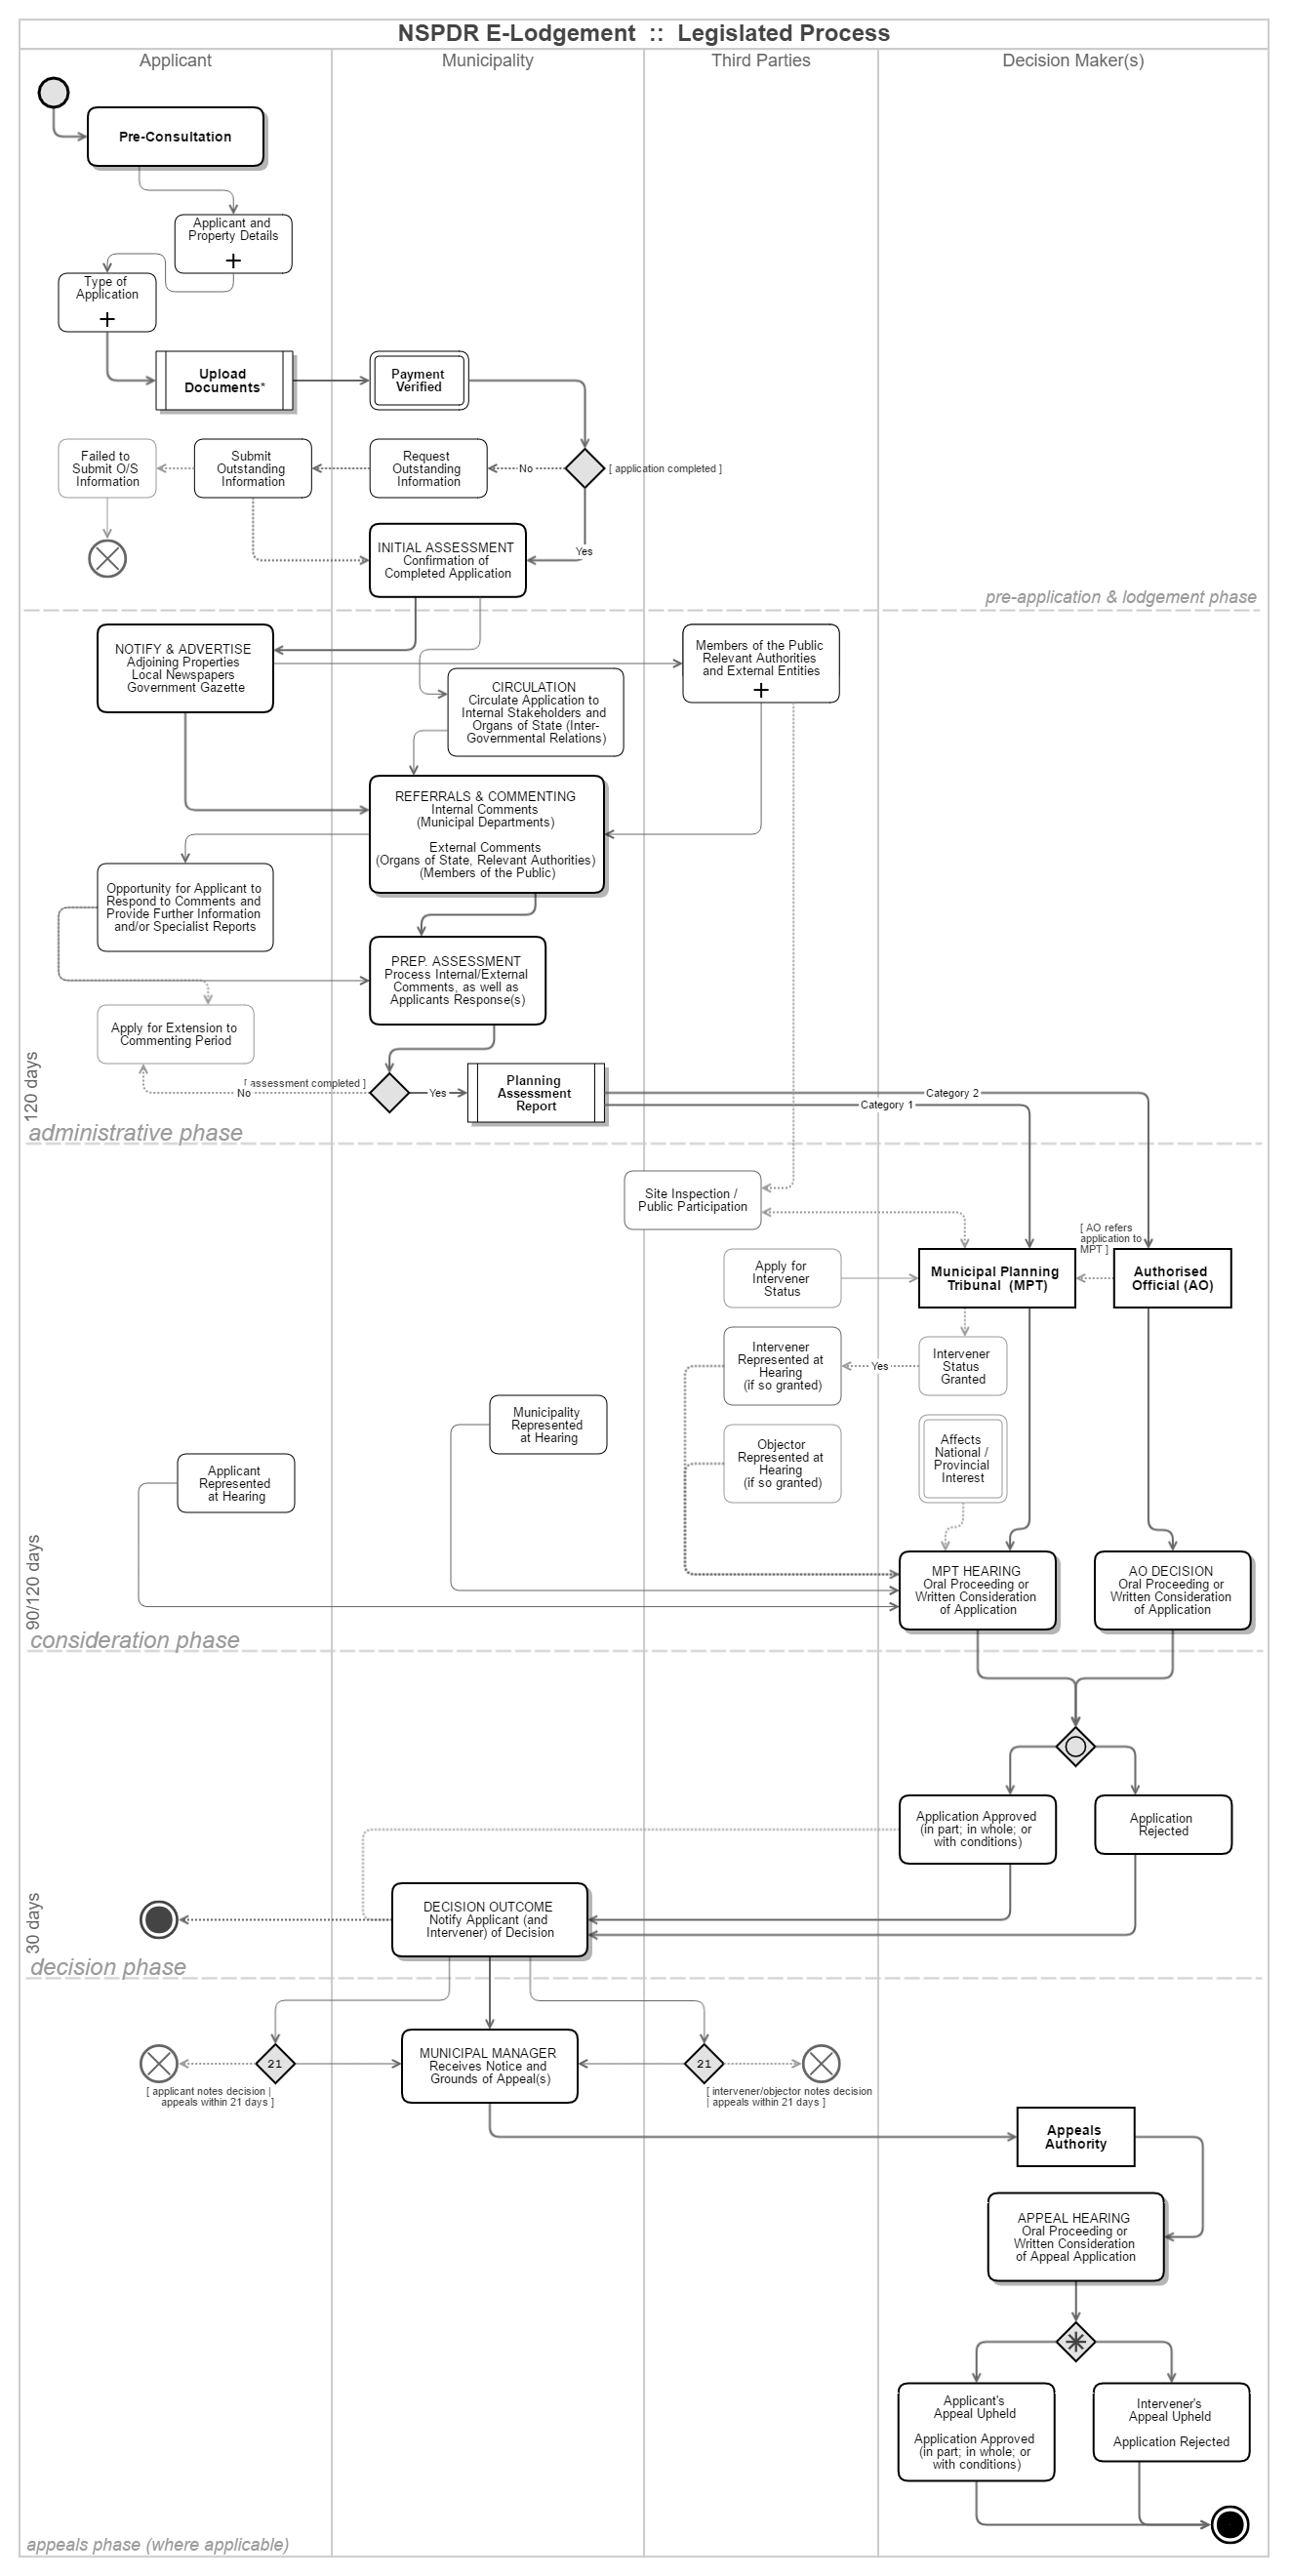 NSPDR E-Lodgement :: Legislated Process
Applicant
Municipality
Third Parties
Decision Maker(s)
Pre-Consultation
Applicant and
Property Details
Type of
Application
Upload
Documents*
Payment
Verified
Failed to
Submit O/S
Information
Submit
Outstanding
Information
Request
Outstanding
Information
No
[ application completed ]
Yes
INITIAL ASSESSMENT
Confirmation of
Completed Application
pre-application & lodgement phase
NOTIFY & ADVERTISE
Adjoining Properties
Local Newspapers
Government Gazette
Members of the Public
Relevant Authorities
and External Entities
CIRCULATION
Circulate Application to
Internal Stakeholders and
Organs of State (Inter-
Governmental Relations)
REFERRALS & COMMENTING
Internal Comments
(Municipal Departments)
External Comments
(Organs of State, Relevant Authorities)
(Members of the Public)
Opportunity for Applicant to
Respond to Comments and
Provide Further Information
and/or Specialist Reports
PREP. ASSESSMENT
Process Internal/External
Comments, as well as
Applicants Response(s)
Apply for Extension to
Commenting Period
[ assessment completed ]
No
Yes
Planning
Assessment
Report
Category 2
Category 1
120 days
administrative phase
Site Inspection /
Public Participation
[ AO refers
application to
MPT ]
Apply for
Intervener
Status
Municipal Planning
Tribunal (MPT)
Authorised
Official (AO)
Intervener
Represented at
Hearing
(if so granted)
Yes
Intervener
Status
Granted
Municipality
Represented
at Hearing
Objector
Represented at
Hearing
(if so granted)
Affects
National /
Provincial
Interest
Applicant
Represented
at Hearing
MPT HEARING
Oral Proceeding or
Written Consideration
of Application
AO DECISION
Oral Proceeding or
Written Consideration
of Application
90/120 days
consideration phase
Application Approved
(in part; in whole; or
with conditions)
Application
Rejected
DECISION OUTCOME
Notify Applicant (and
Intervener) of Decision
30 days
decision phase
21
MUNICIPAL MANAGER
Receives Notice and
Grounds of Appeal(s)
21
[ applicant notes decision |
appeals within 21 days ]
[ intervener/objector notes decision
| appeals within 21 days ]
Appeals
Authority
APPEAL HEARING
Oral Proceeding or
Written Consideration
of Appeal Application
Applicant's
Appeal Upheld
Application Approved
(in part; in whole; or
with conditions)
Intervener's
Appeal Upheld
Application Rejected
appeals phase (where applicable)